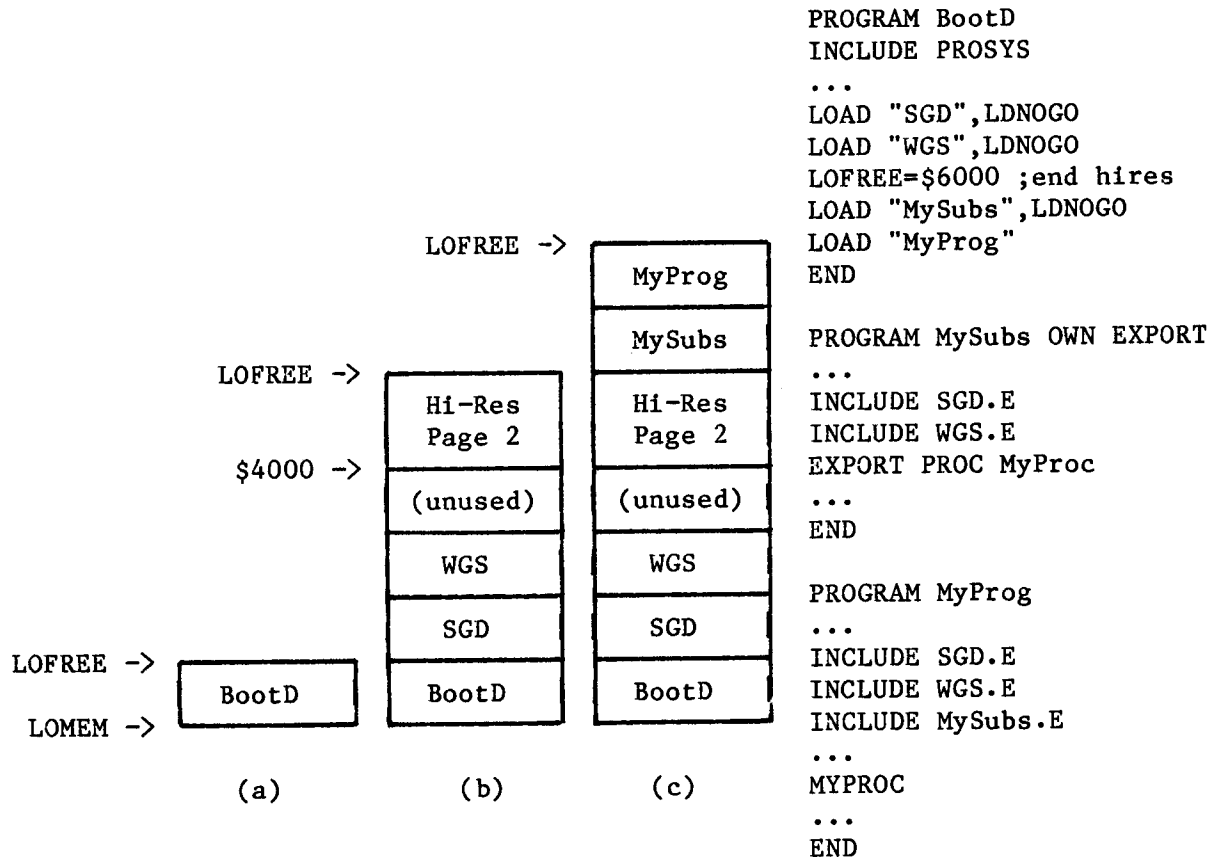 LOFREE ->
BootD
LOMEM ->
(a)
LOFREE ->
Hi-Res
Page 2
$4000 ->
(unused)
WGS
SGD
BootD
(b)
LOFREE ->
MyProg
MySubs
Hi-Res
Page 2
(unused)
WGS
SGD
BootD
(c)
PROGRAM BootD
INCLUDE PROSYS
...
LOAD "SGD",LDNOGO
LOAD "WGS",LDNOGO
LOFREE=$6000 ;end hires
LOAD "MySubs",LDNOGO
LOAD "MyProg"
END
PROGRAM MySubs OWN EXPORT
...
INCLUDE SGD.E
INCLUDE WGS.E
EXPORT PROC MyProc
...
END
PROGRAM MyProg
...
INCLUDE SGD.E
INCLUDE WGS.E
INCLUDE MySubs.E
...
MYPROC
...
END